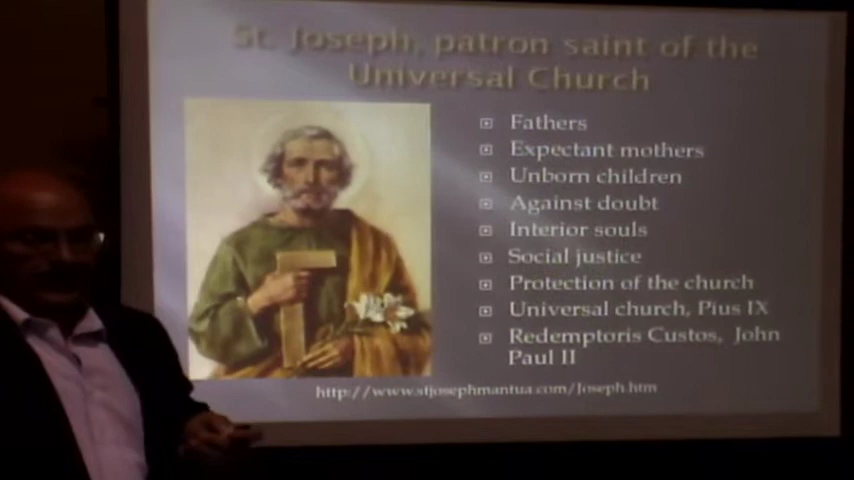 St. Joseph, patron saint of the
Universal Church
Fathers
Expectant mothers
Unborn children
Against doubt
Interior souls
Social justice
Protection of the church
Universal church, Pius IX
Redemptoris Custos, John
Paul II
http://www.stjosephmantua.com/Joseph.htm